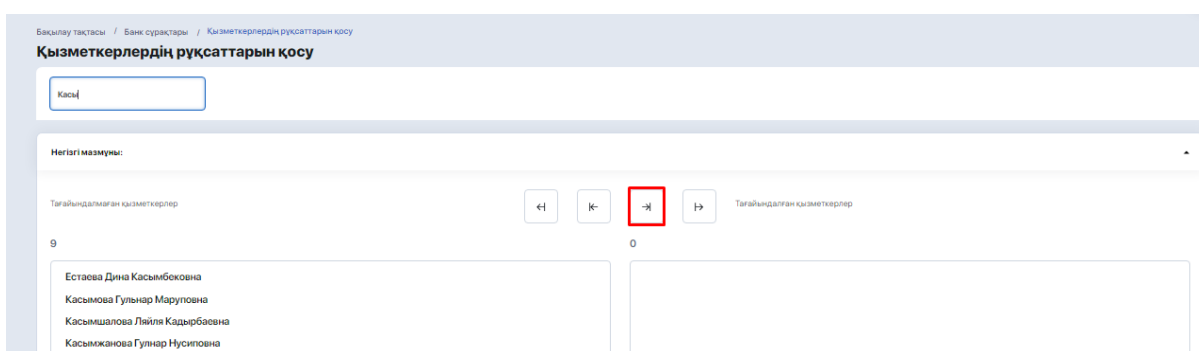 Бақылау тақтасы / Банк сұрақтары / Қызметкерлердің рұқсаттарын қосу
Қызметкерлердің рұқсаттарын қосу
Касы
Негізгі мазмұны:
Тағайындалмаған қызметкерлер
Тағайындалған қызметкерлер
9
0
Естаева Дина Касымбековна
Касымова Гульнар Маруповна
Касымшалова Ляйля Кадырбаевна
Касымжанова Гулнар Нусиповна